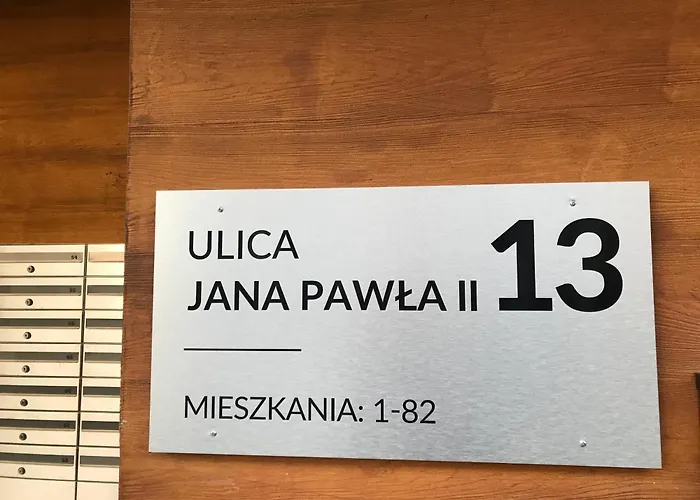 ULICA
JANA PAWŁA II 13
MIESZKANIA: 1-82